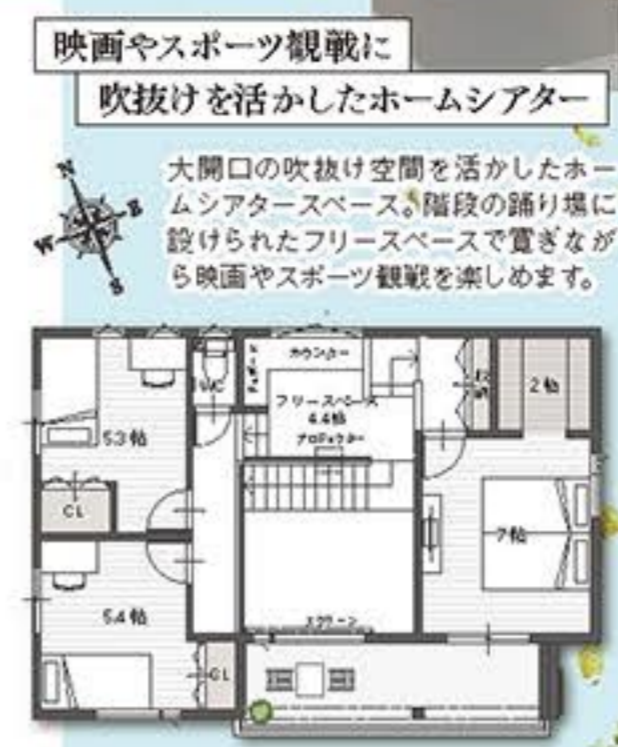 映画やスポーツ観戦に
吹抜けを活かしたホームシアター
N
E
W
S
大開口の吹抜け空間を活かしたホー
ムシアタースペース。階段の踊り場に
設けられたフリースペースで寛ぎなが
ら映画やスポーツ観戦を楽しめます。
WC
カウンター
フリースペース
4.4帖
プロジェクター
2帖
5.3帖
CL
7帖
5.4帖
スクリーン
CL